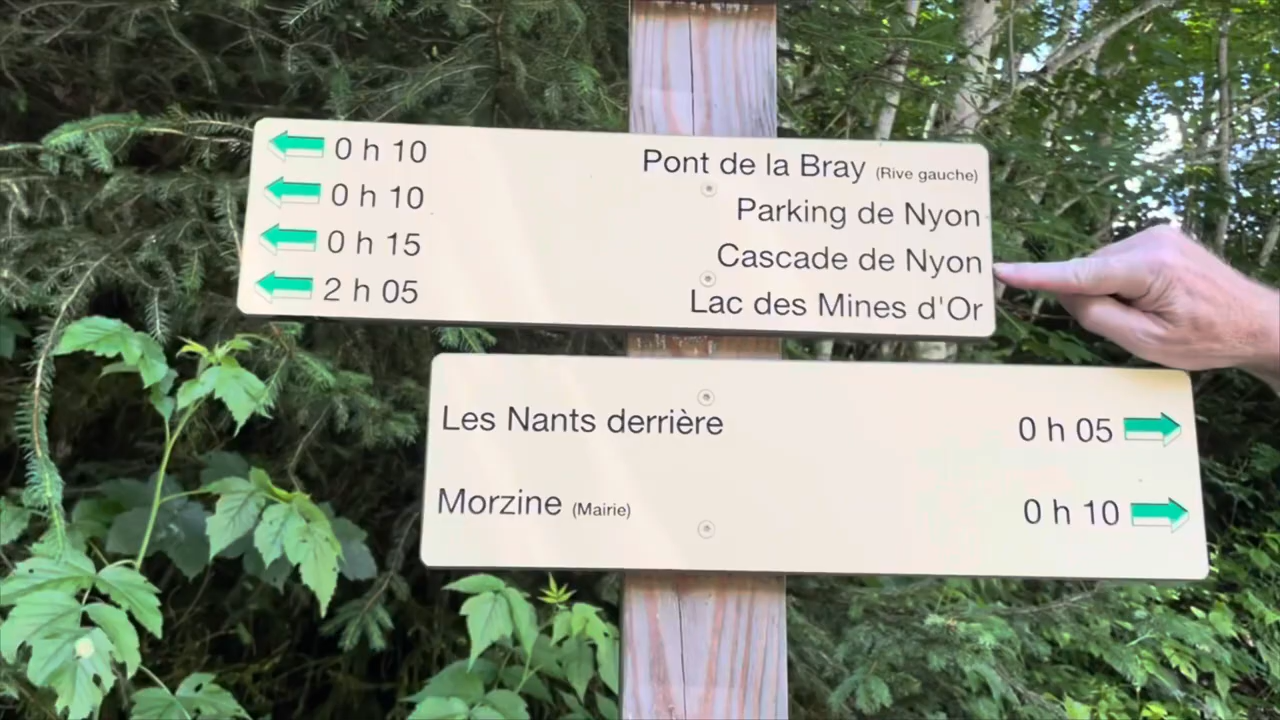 0 h 10 Pont de la Bray (Rive gauche)
0 h 10 Parking de Nyon
0 h 15 Cascade de Nyon
2 h 05 Lac des Mines d'Or
Les Nants derrière 0 h 05
Morzine (Mairie) 0 h 10